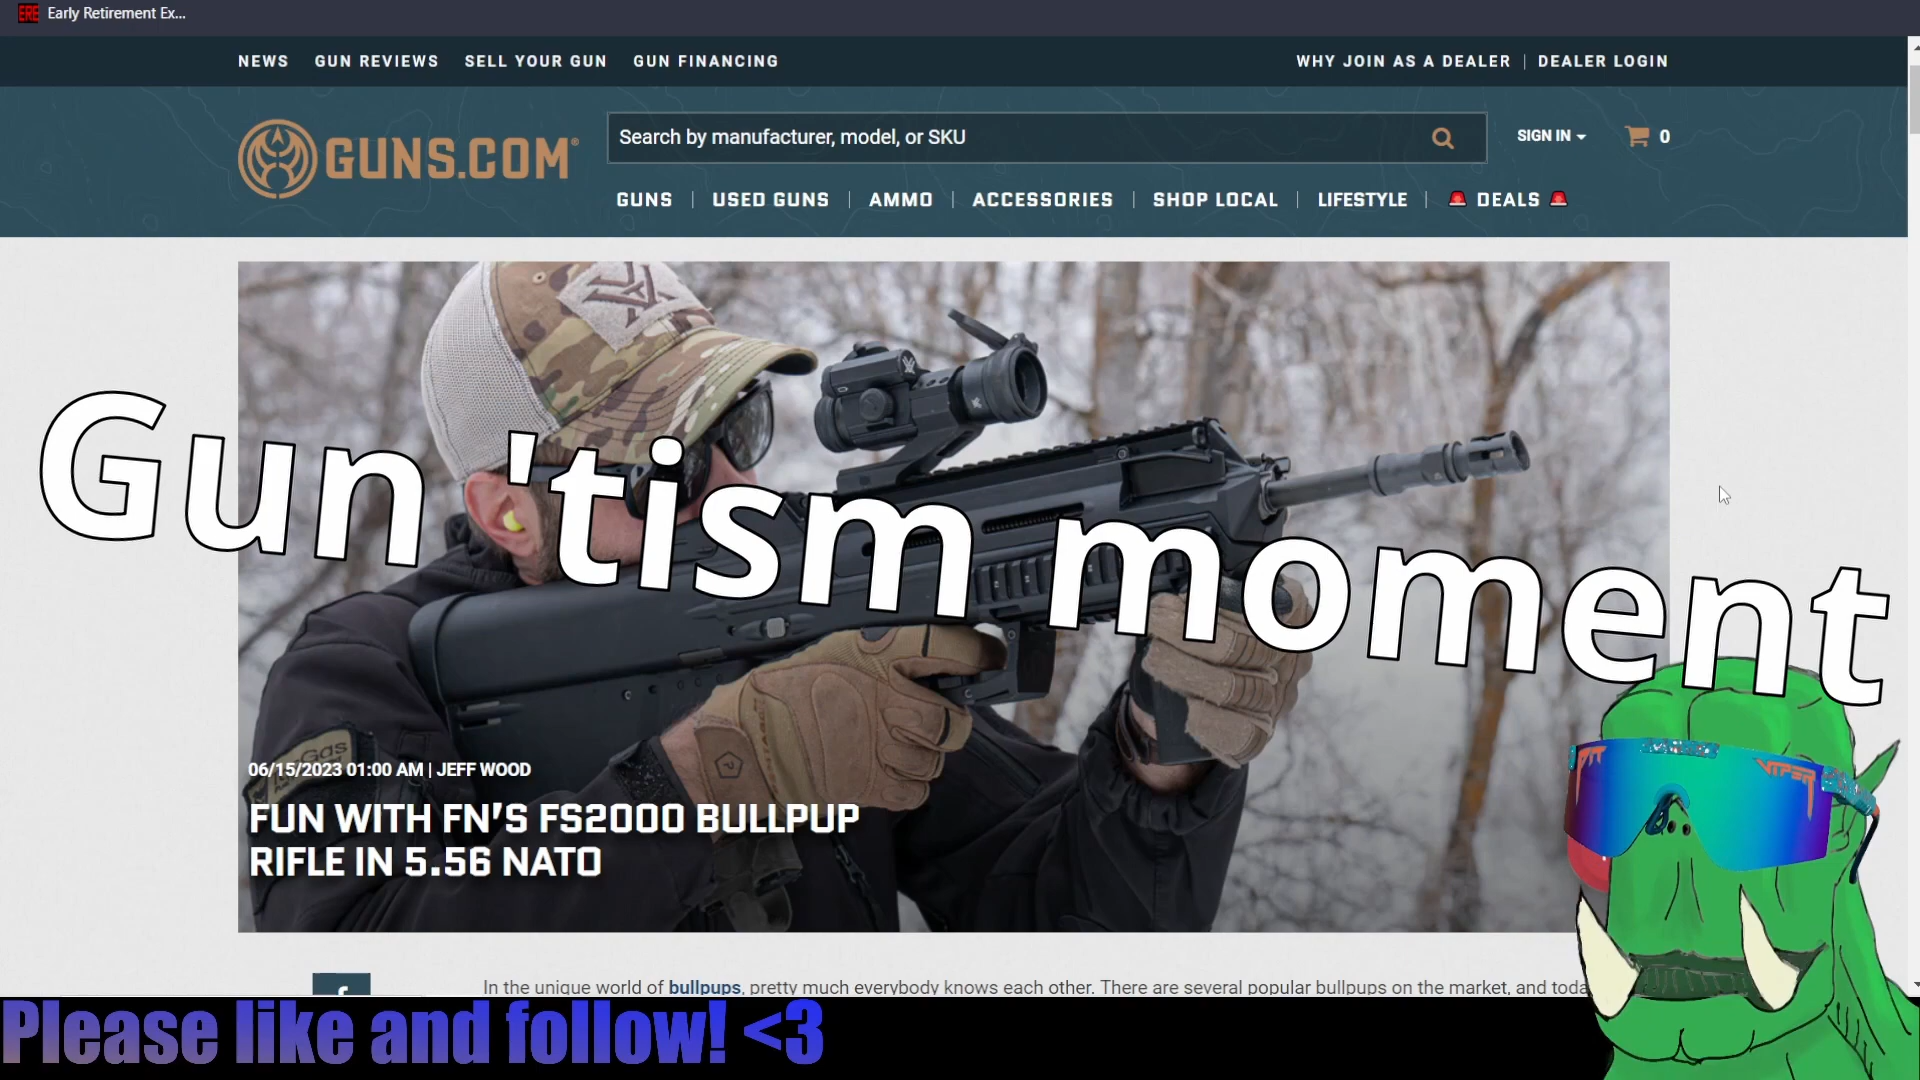 Early Retirement Ex...
NEWS GUN REVIEWS SELL YOUR GUN GUN FINANCING WHY JOIN AS A DEALER | DEALER LOGIN
GUNS.COM®
Search by manufacturer, model, or SKU
SIGN IN
0
GUNS | USED GUNS | AMMO | ACCESSORIES | SHOP LOCAL | LIFESTYLE | DEALS
Gun 'tism moment
06/15/2023 01:00 AM | JEFF WOOD
FUN WITH FN'S FS2000 BULLPUP
RIFLE IN 5.56 NATO
VIPER
In the unique world of bullpups, pretty much everybody knows each other. There are several popular bullpups on the market, and toda
Please like and follow! <3